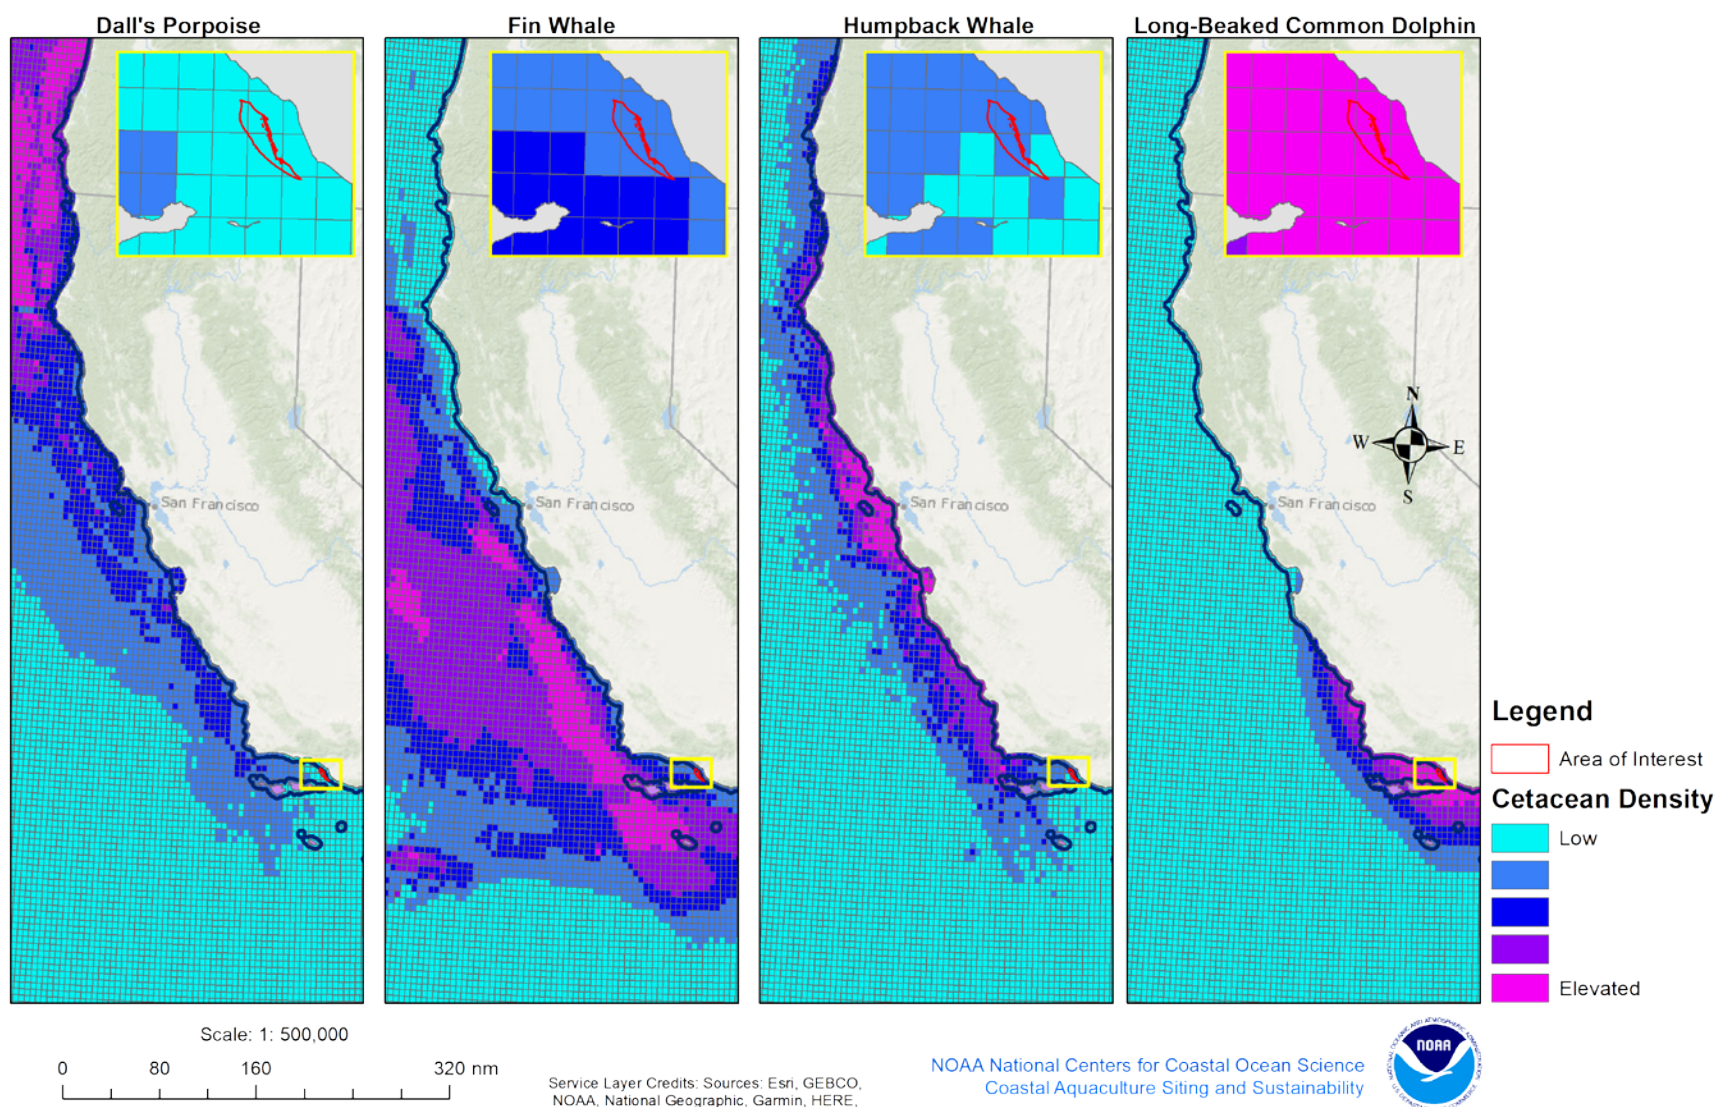 Dall's Porpoise
Fin Whale
Humpback Whale
Long-Beaked Common Dolphin
N
W
E
S
San Francisco
San Francisco
San Francisco
San Francisco
Legend
Area of Interest
Cetacean Density
Low
Elevated
Scale: 1: 500,000
0 80 160 320 nm
Service Layer Credits: Sources: Esri, GEBCO,
NOAA, National Geographic, Garmin, HERE,
NOAA National Centers for Coastal Ocean Science
Coastal Aquaculture Siting and Sustainability
NOAA